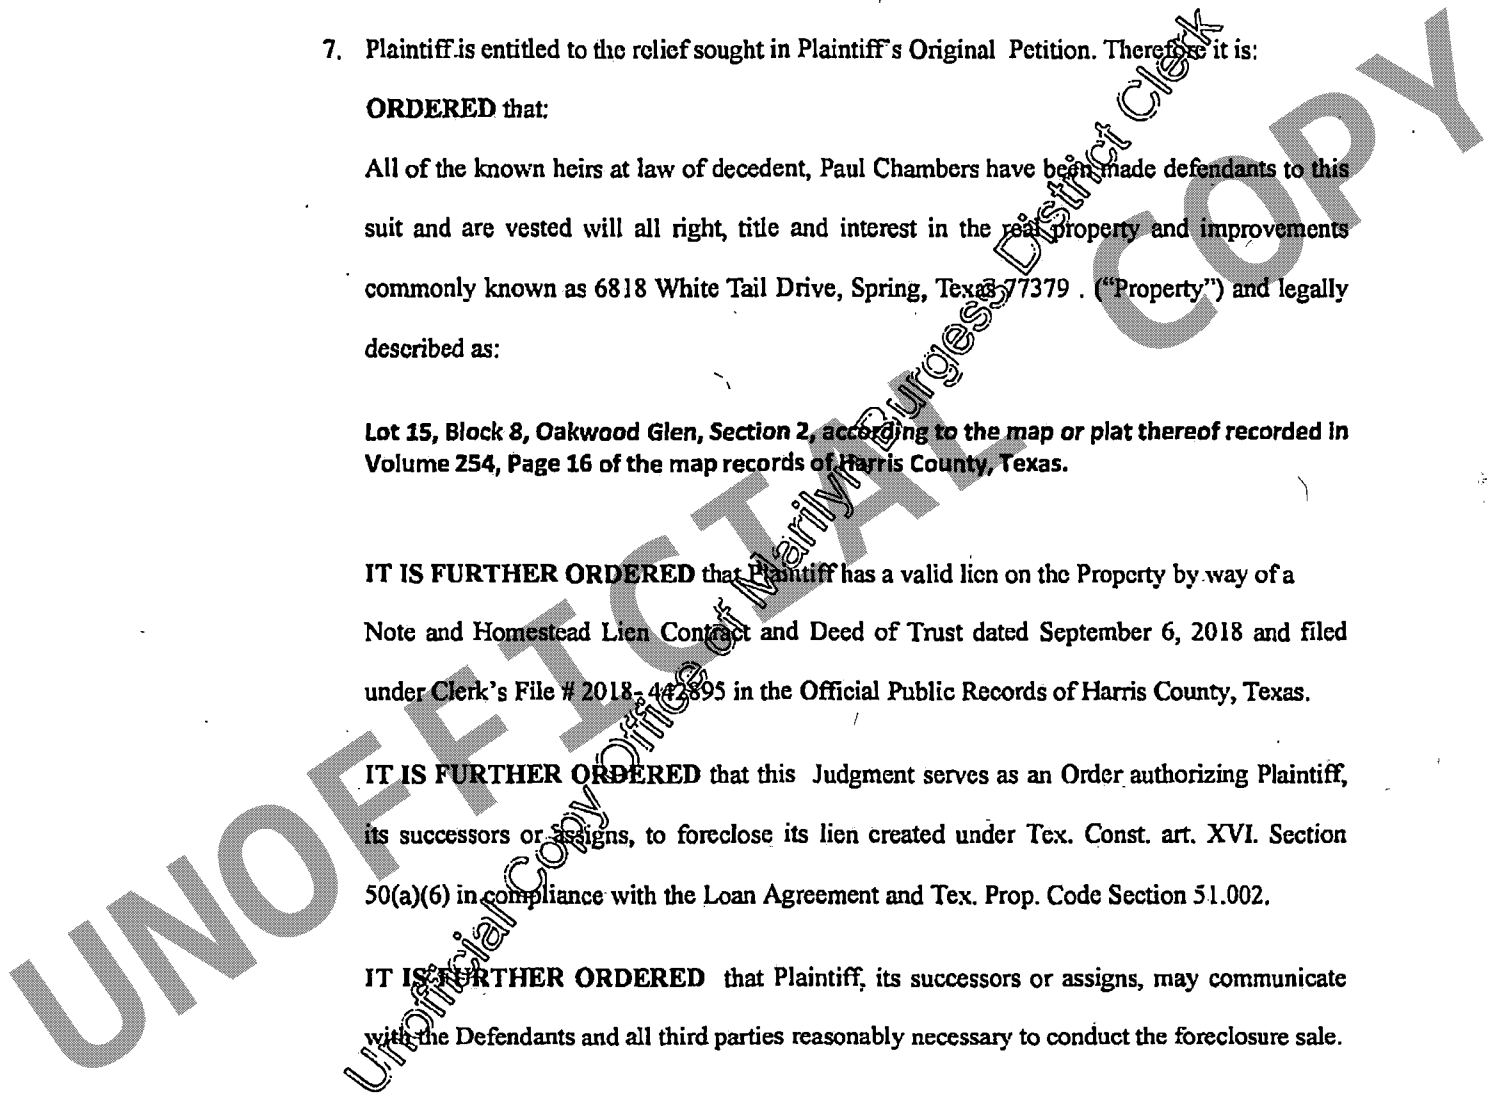 7. Plaintiff is entitled to the relief sought in Plaintiff's Original Petition. Therefore it is:
ORDERED that:
All of the known heirs at law of decedent, Paul Chambers have been made defendants to this
suit and are vested will all right, title and interest in the real property and improvements
commonly known as 6818 White Tail Drive, Spring, Texas 77379 . ("Property") and legally
described as:
Lot 15, Block 8, Oakwood Glen, Section 2, according to the map or plat thereof recorded in
Volume 254, Page 16 of the map records of Harris County, Texas.
IT IS FURTHER ORDERED that Plaintiff has a valid lien on the Property by way of a
Note and Homestead Lien Contract and Deed of Trust dated September 6, 2018 and filed
under Clerk's File # 2018- 442895 in the Official Public Records of Harris County, Texas.
IT IS FURTHER ORDERED that this Judgment serves as an Order authorizing Plaintiff,
its successors or assigns, to foreclose its lien created under Tex. Const. art. XVI. Section
50(a)(6) in compliance with the Loan Agreement and Tex. Prop. Code Section 51.002.
IT IS FURTHER ORDERED that Plaintiff, its successors or assigns, may communicate
with the Defendants and all third parties reasonably necessary to conduct the foreclosure sale.
UNOFFICIAL COPY
Unofficial Copy Office of Marilyn Burgess District Clerk